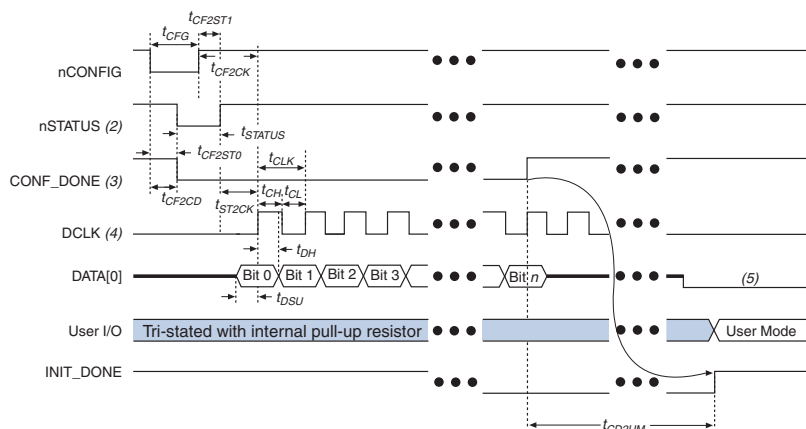 tCF2ST1
tCFG
nCONFIG
tCF2CK
nSTATUS (2)
tSTATUS
tCF2ST0
tCLK
CONF_DONE (3)
tCH tCL
tCF2CD
tST2CK
DCLK (4)
tDH
DATA[0] Bit 0 Bit 1 Bit 2 Bit 3 Bit n (5)
tDSU
User I/O Tri-stated with internal pull-up resistor User Mode
INIT_DONE
tCD2UM